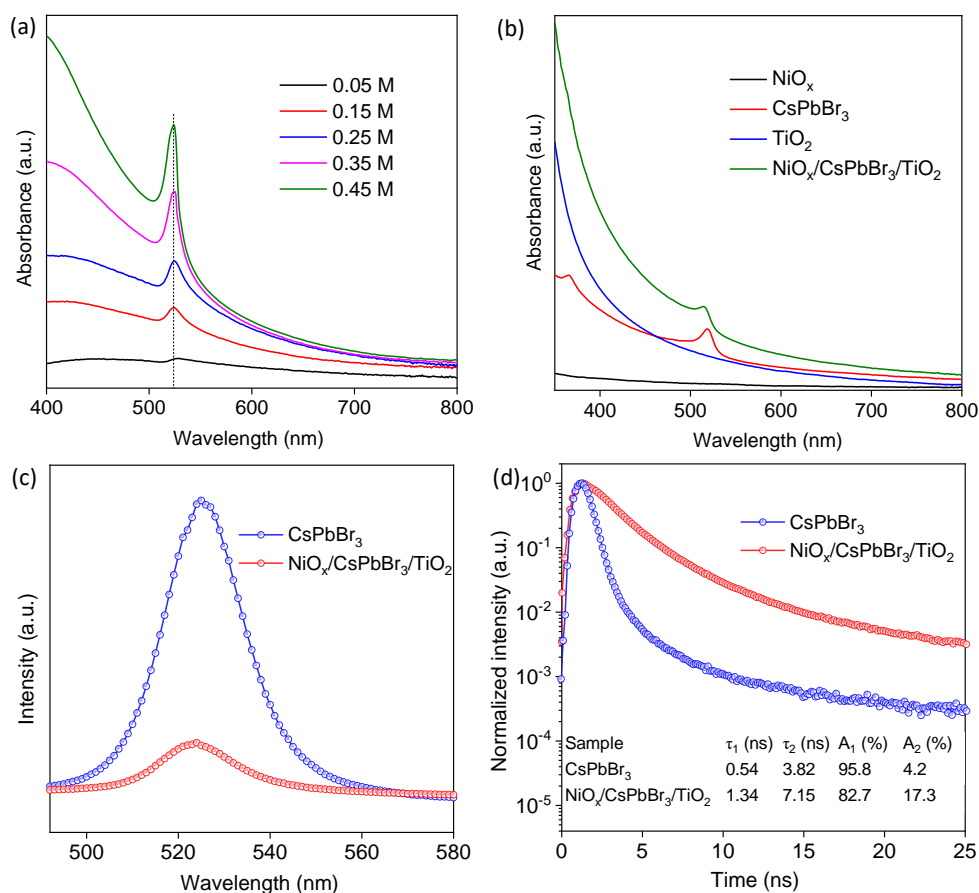 (a)
0.05 M
0.15 M
0.25 M
0.35 M
0.45 M
Absorbance (a.u.)
400 500 600 700 800
Wavelength (nm)
(b)
NiOₓ
CsPbBr₃
TiO₂
NiOₓ/CsPbBr₃/TiO₂
Absorbance (a.u.)
400 500 600 700 800
Wavelength (nm)
(c)
CsPbBr₃
NiOₓ/CsPbBr₃/TiO₂
Intensity (a.u.)
500 520 540 560 580
Wavelength (nm)
(d)
10⁰
10⁻¹
10⁻²
10⁻³
10⁻⁴
10⁻⁵
Normalized intensity (a.u.)
CsPbBr₃
NiOₓ/CsPbBr₃/TiO₂
Sample τ₁ (ns) τ₂ (ns) A₁ (%) A₂ (%)
CsPbBr₃ 0.54 3.82 95.8 4.2
NiOₓ/CsPbBr₃/TiO₂ 1.34 7.15 82.7 17.3
0 5 10 15 20 25
Time (ns)